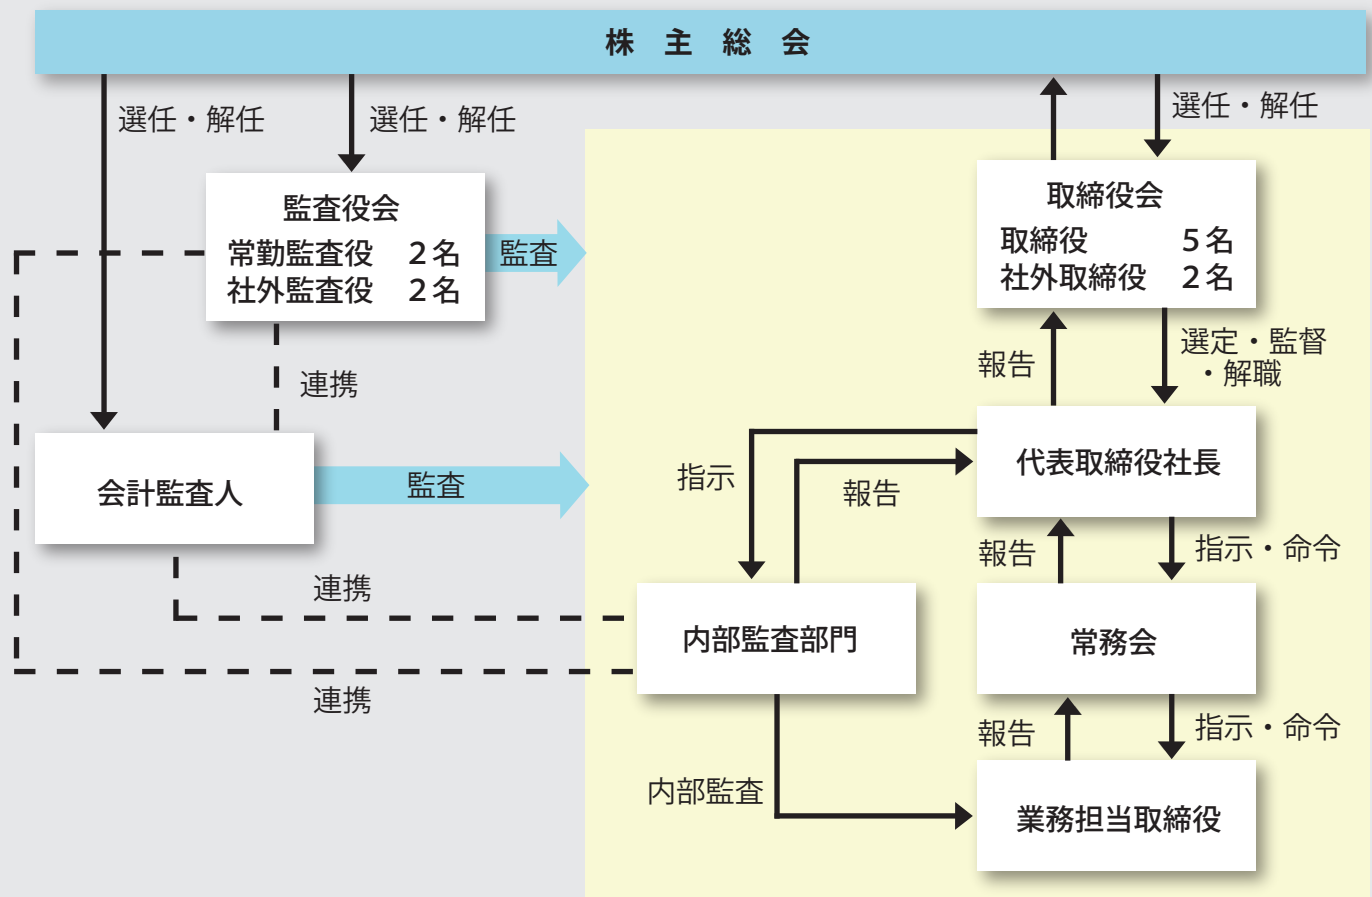 株主総会
選任・解任
選任・解任
選任・解任
監査役会
常勤監査役 2名
社外監査役 2名
監査
取締役会
取締役 5名
社外取締役 2名
連携
報告
選定・監督
・解職
会計監査人
監査
指示
報告
代表取締役社長
報告
指示・命令
連携
内部監査部門
常務会
連携
報告
指示・命令
内部監査
業務担当取締役